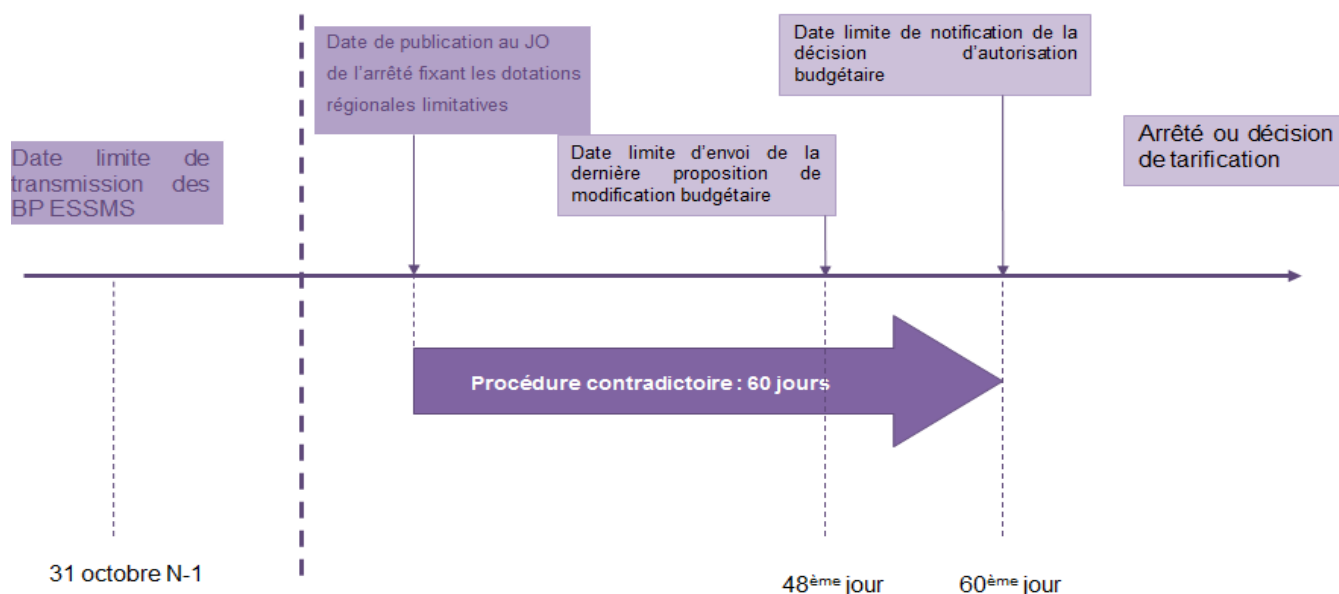 Date de publication au JO
de l'arrêté fixant les dotations
régionales limitatives
Date limite de notification de la
décision d'autorisation
budgétaire
Date limite de
transmission des
BP ESSMS
Date limite d'envoi de la
dernière proposition de
modification budgétaire
Arrêté ou décision
de tarification
Procédure contradictoire : 60 jours
31 octobre N-1
48ème jour
60ème jour